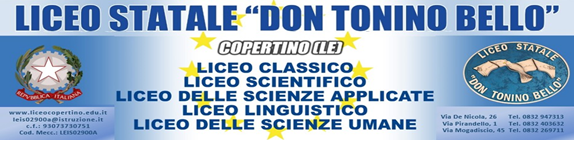 LICEO STATALE “DON TONINO BELLO”
COPERTINO (LE)
LICEO CLASSICO
LICEO SCIENTIFICO
LICEO DELLE SCIENZE APPLICATE
LICEO LINGUISTICO
LICEO DELLE SCIENZE UMANE
REPVBBLICA ITALIANA
www.liceocopertino.edu.it
leis02900a@istruzione.it
c.f.: 93073730751
Cod. Mecc.: LEIS02900A
LICEO STATALE
"DON TONINO BELLO"
Via De Nicola, 26 Tel. 0832 947313
Via Pirandello, 1 Tel. 0832 403632
Via Mogadiscio, 45 Tel. 0832 269711